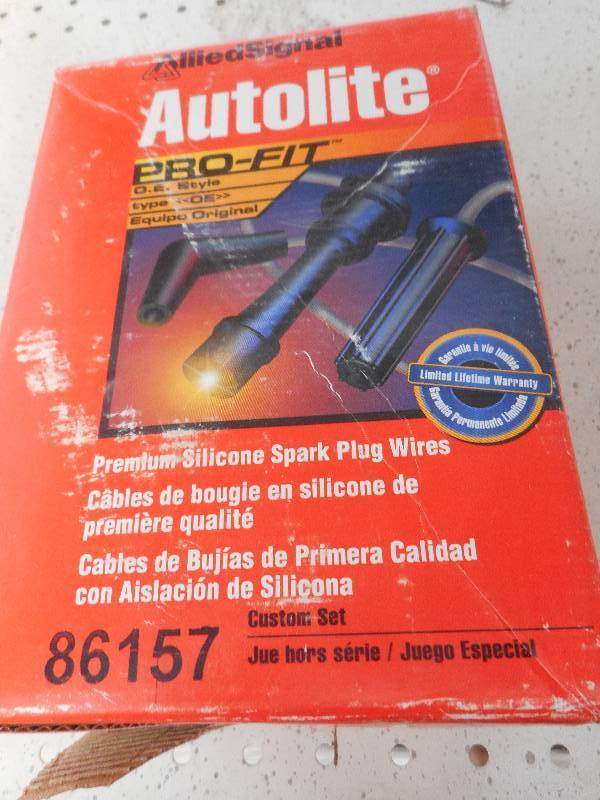 AlliedSignal
Autolite®
PRO-FIT™
O.E. Style
type «OE»
Equipo Original
Garantie à vie limitée
Limited Lifetime Warranty
Garantía Permanente Limitada
Premium Silicone Spark Plug Wires
Câbles de bougie en silicone de
première qualité
Cables de Bujías de Primera Calidad
con Aislación de Silicona
86157
Custom Set
Jue hors série / Juego Especial